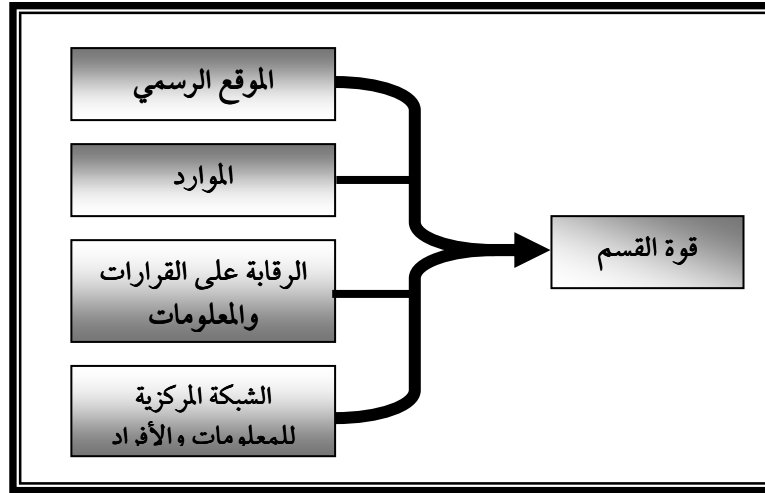 الموقع الرسمي
الموارد
الرقابة على القرارات
والمعلومات
الشبكة المركزية
للمعلومات والأفراد
قوة القسم